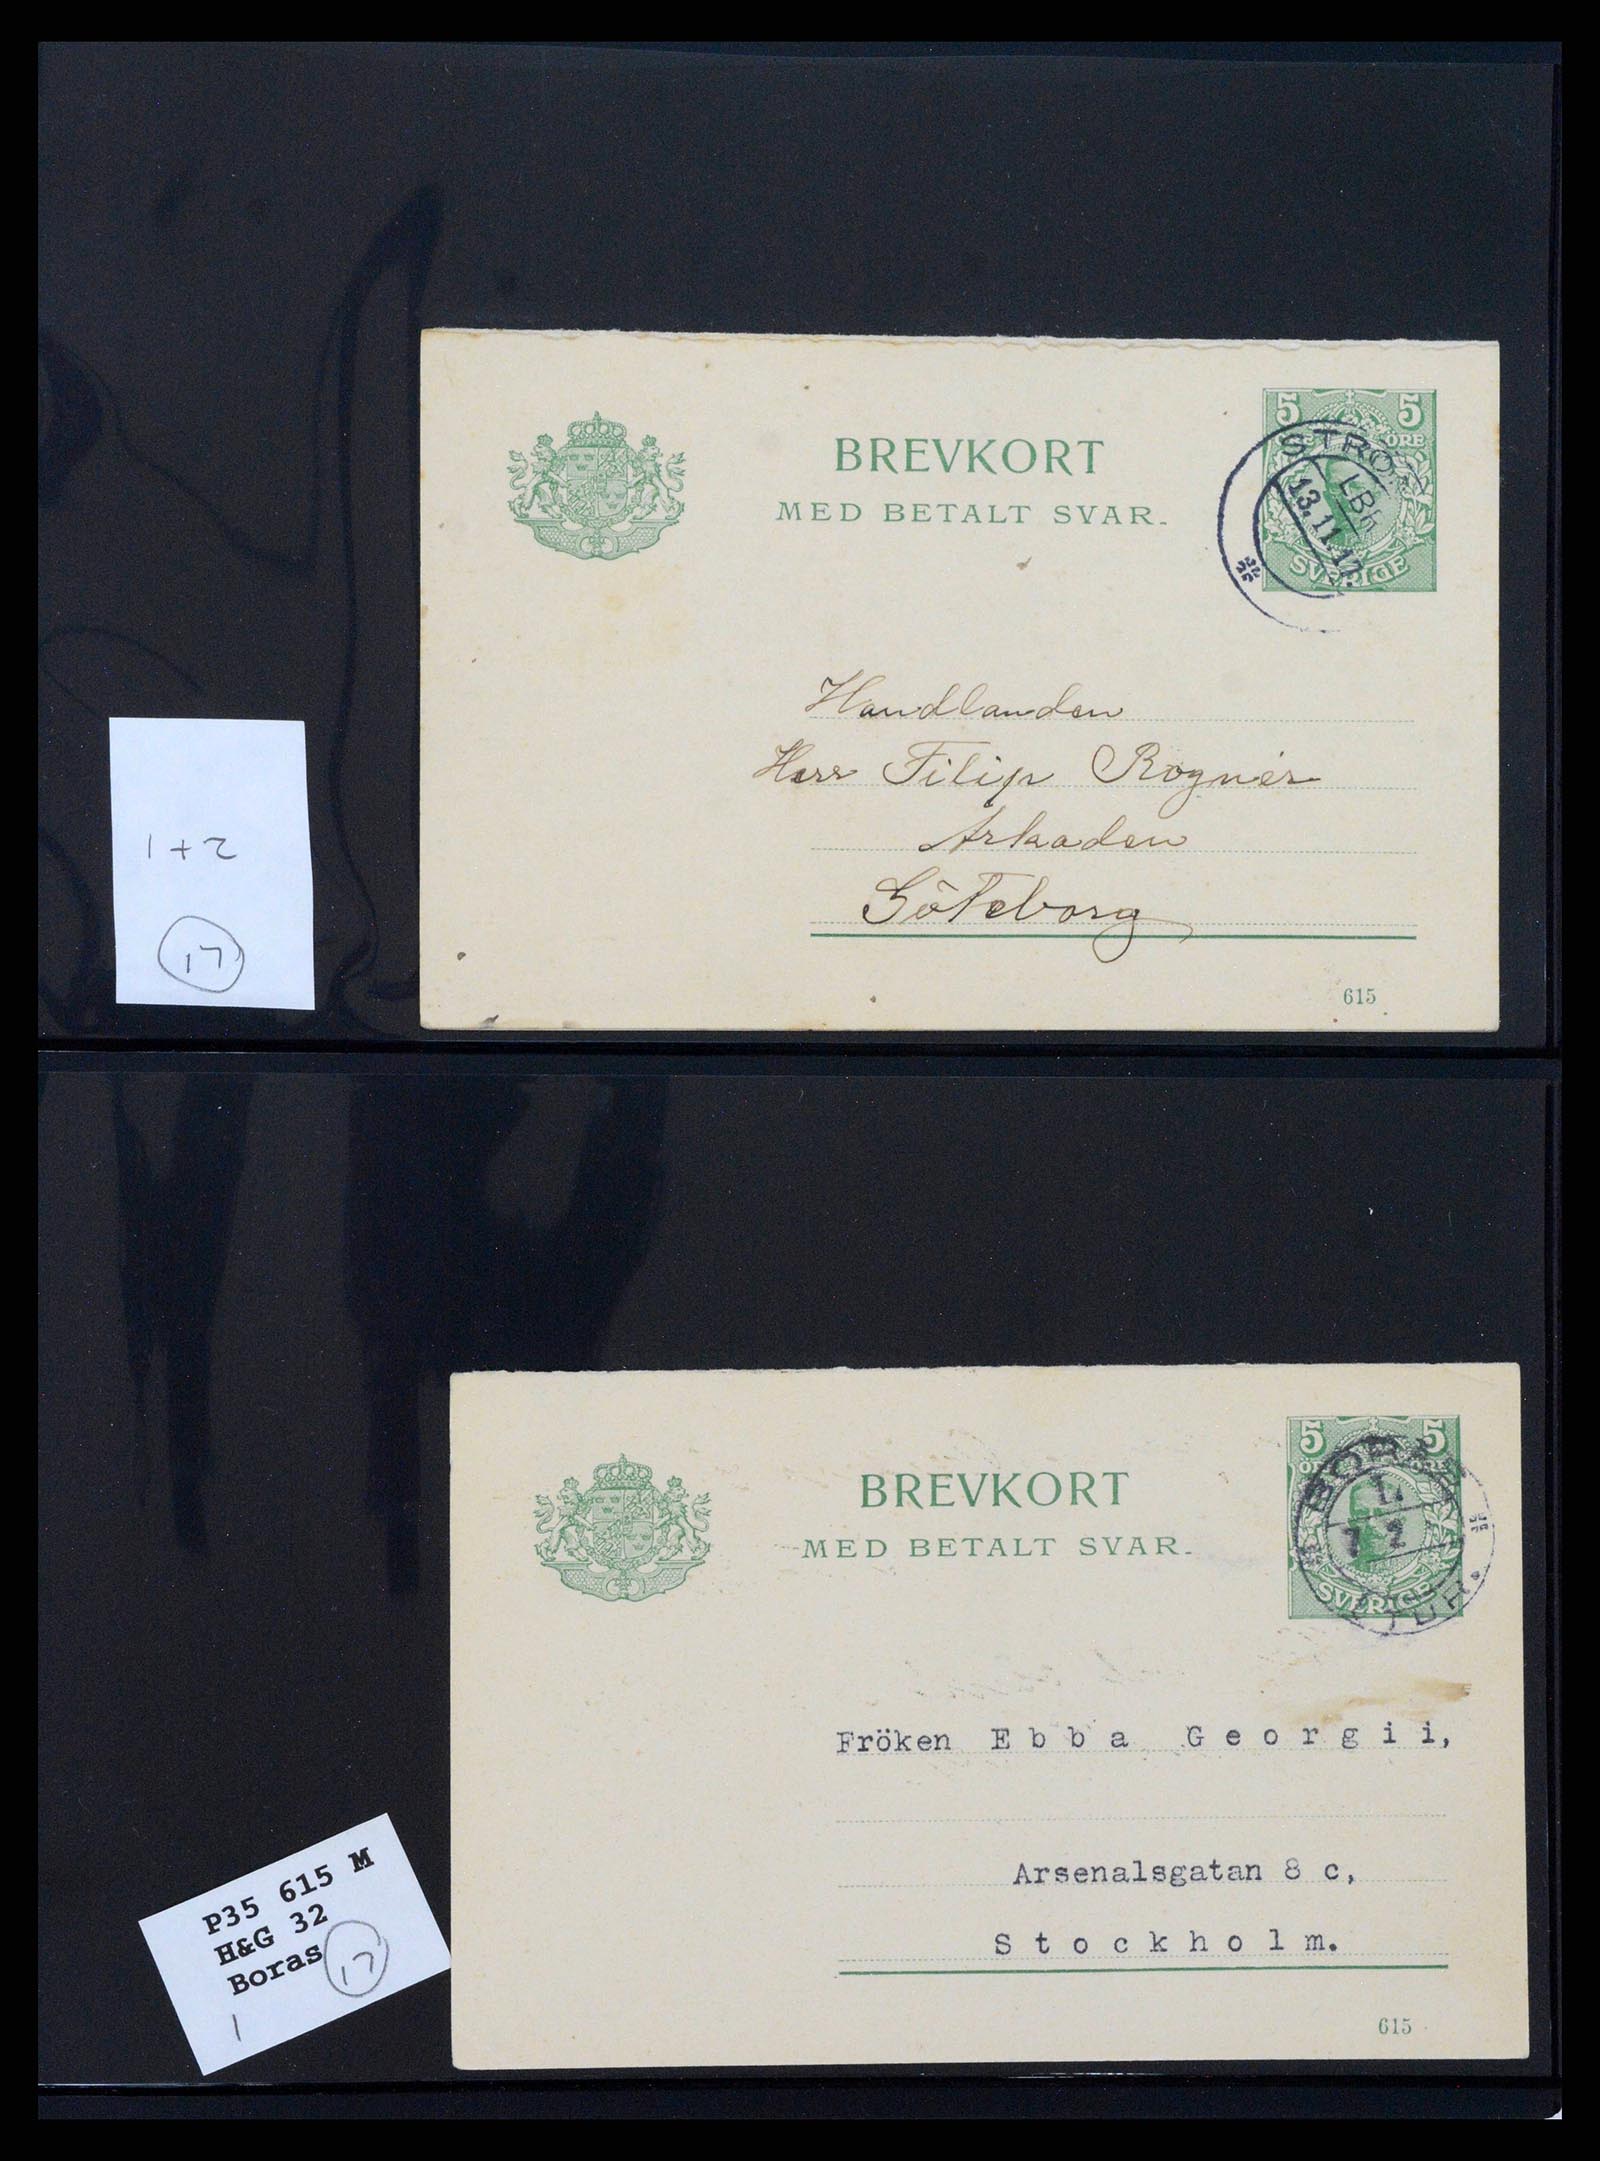 BREVKORT
MED BETALT SVAR.
5 5
ÖRE
SVERIGE
LBR
13.11.17
Handlanden
Herr Filip Rognér
Arkaden
Göteborg
615
1+2
17
BREVKORT
MED BETALT SVAR.
5 5
SVERIGE
Fröken Ebba Georgii,
Arsenalsgatan 8 c,
Stockholm.
615
P35 615 M
H&G 32
Boras 17
1